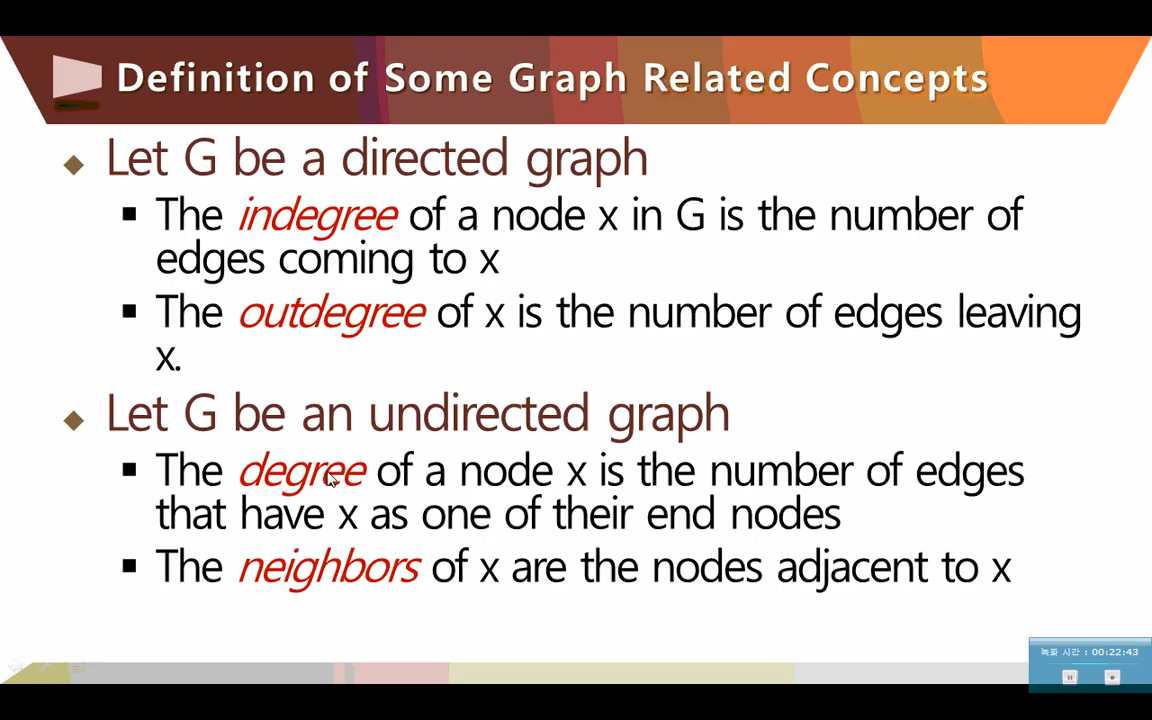 Definition of Some Graph Related Concepts
Let G be a directed graph
The indegree of a node x in G is the number of
edges coming to x
The outdegree of x is the number of edges leaving
x.
Let G be an undirected graph
The degree of a node x is the number of edges
that have x as one of their end nodes
The neighbors of x are the nodes adjacent to x
녹화 시간 : 00:22:43